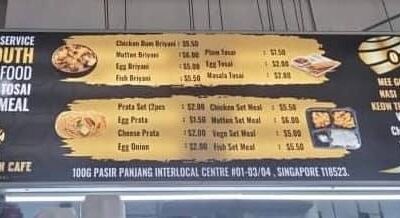 SERVICE
OUTH
FOOD
TOSAI
MEAL
N CAFE
Chicken Dum Briyani : $5.50
Mutton Briyani $6.00
Egg Briyani : $5.00
Fish Briyani : $5.50
Plain Tosai : $1.50
Egg Tosai : $2.00
Masala Tosai : $2.00
Prata Set (2pcs : $2.00
Egg Prata : $1.50
Cheese Prata : $2.00
Egg Onion : $2.00
Chicken Set Meal : $5.50
Mutton Set Meal : $6.00
Vege Set Meal : $5.00
Fish Set Meal : $5.50
100G PASIR PANJANG INTERLOCAL CENTRE #01-03/04 , SINGAPORE 118523.
MEE GO
NASI
KEOW T